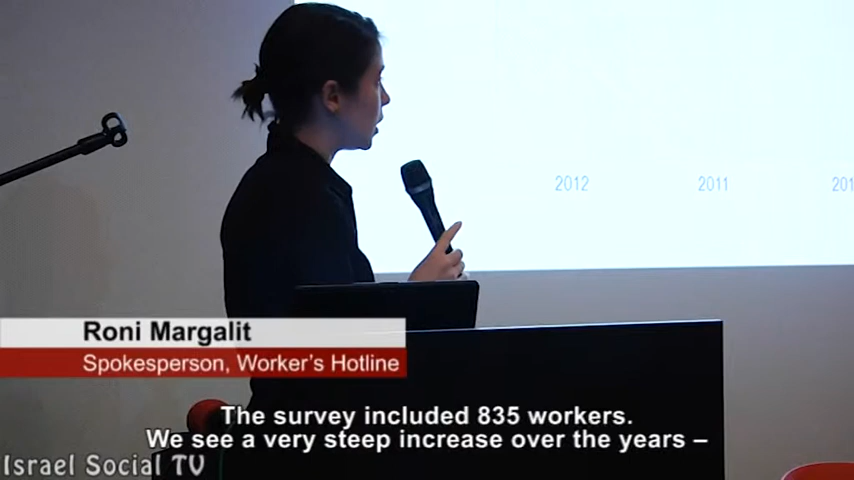 2012 2011 201
Roni Margalit
Spokesperson, Worker's Hotline
The survey included 835 workers.
We see a very steep increase over the years –
Israel Social TV